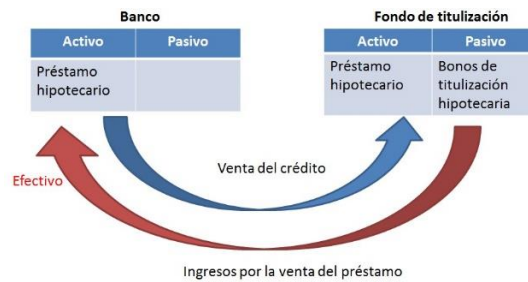 Banco
Activo Pasivo
Préstamo
hipotecario
Fondo de titulización
Activo Pasivo
Préstamo
hipotecario
Bonos de
titulización
hipotecaria
Efectivo
Venta del crédito
Ingresos por la venta del préstamo